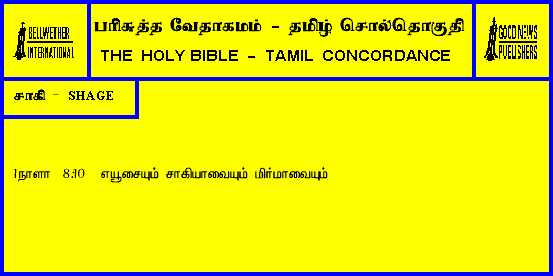 BELLWETHER
INTERNATIONAL
பரிசுத்த வேதாகமம் - தமிழ் சொல்தொகுதி
THE HOLY BIBLE - TAMIL CONCORDANCE
GOOD NEWS
PUBLISHERS
சாகி - SHAGE
1நாளா 8:10 எயூசையும் சாகியாவையும் மிர்மாவையும்